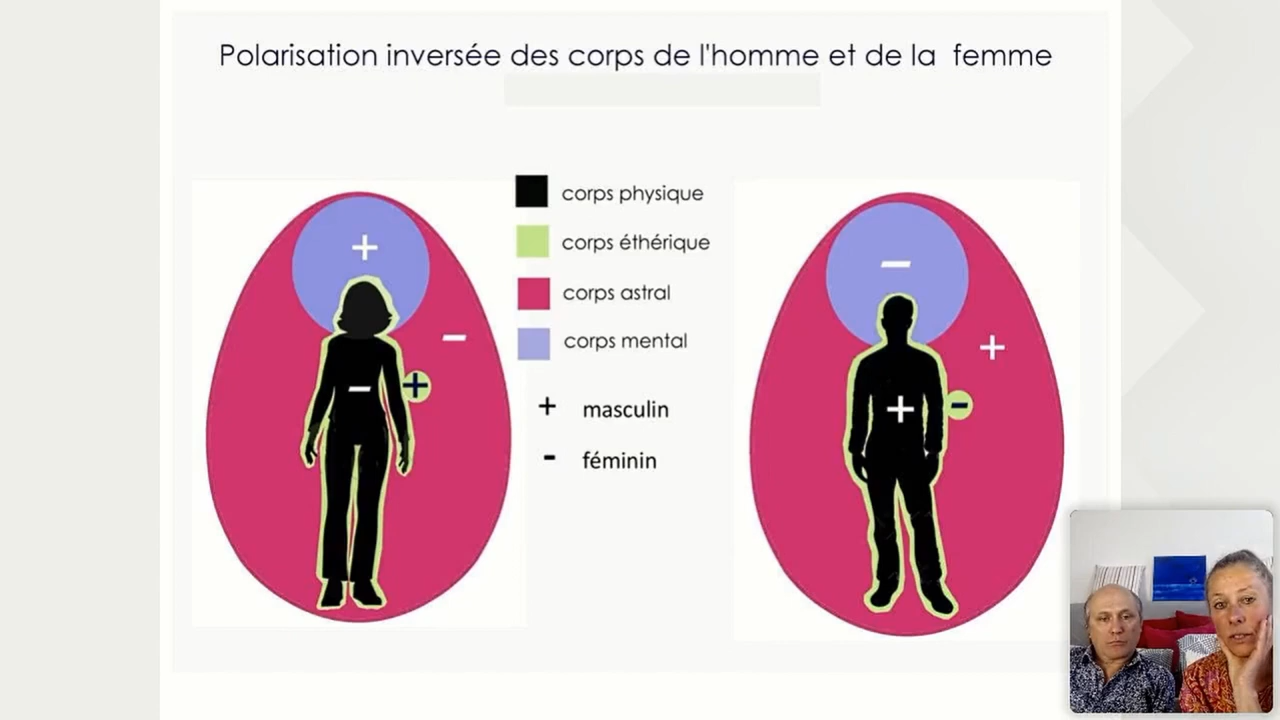 Polarisation inversée des corps de l'homme et de la femme
corps physique
corps éthérique
corps astral
corps mental
+ masculin
- féminin
+
-
-
+
-
+
+
-